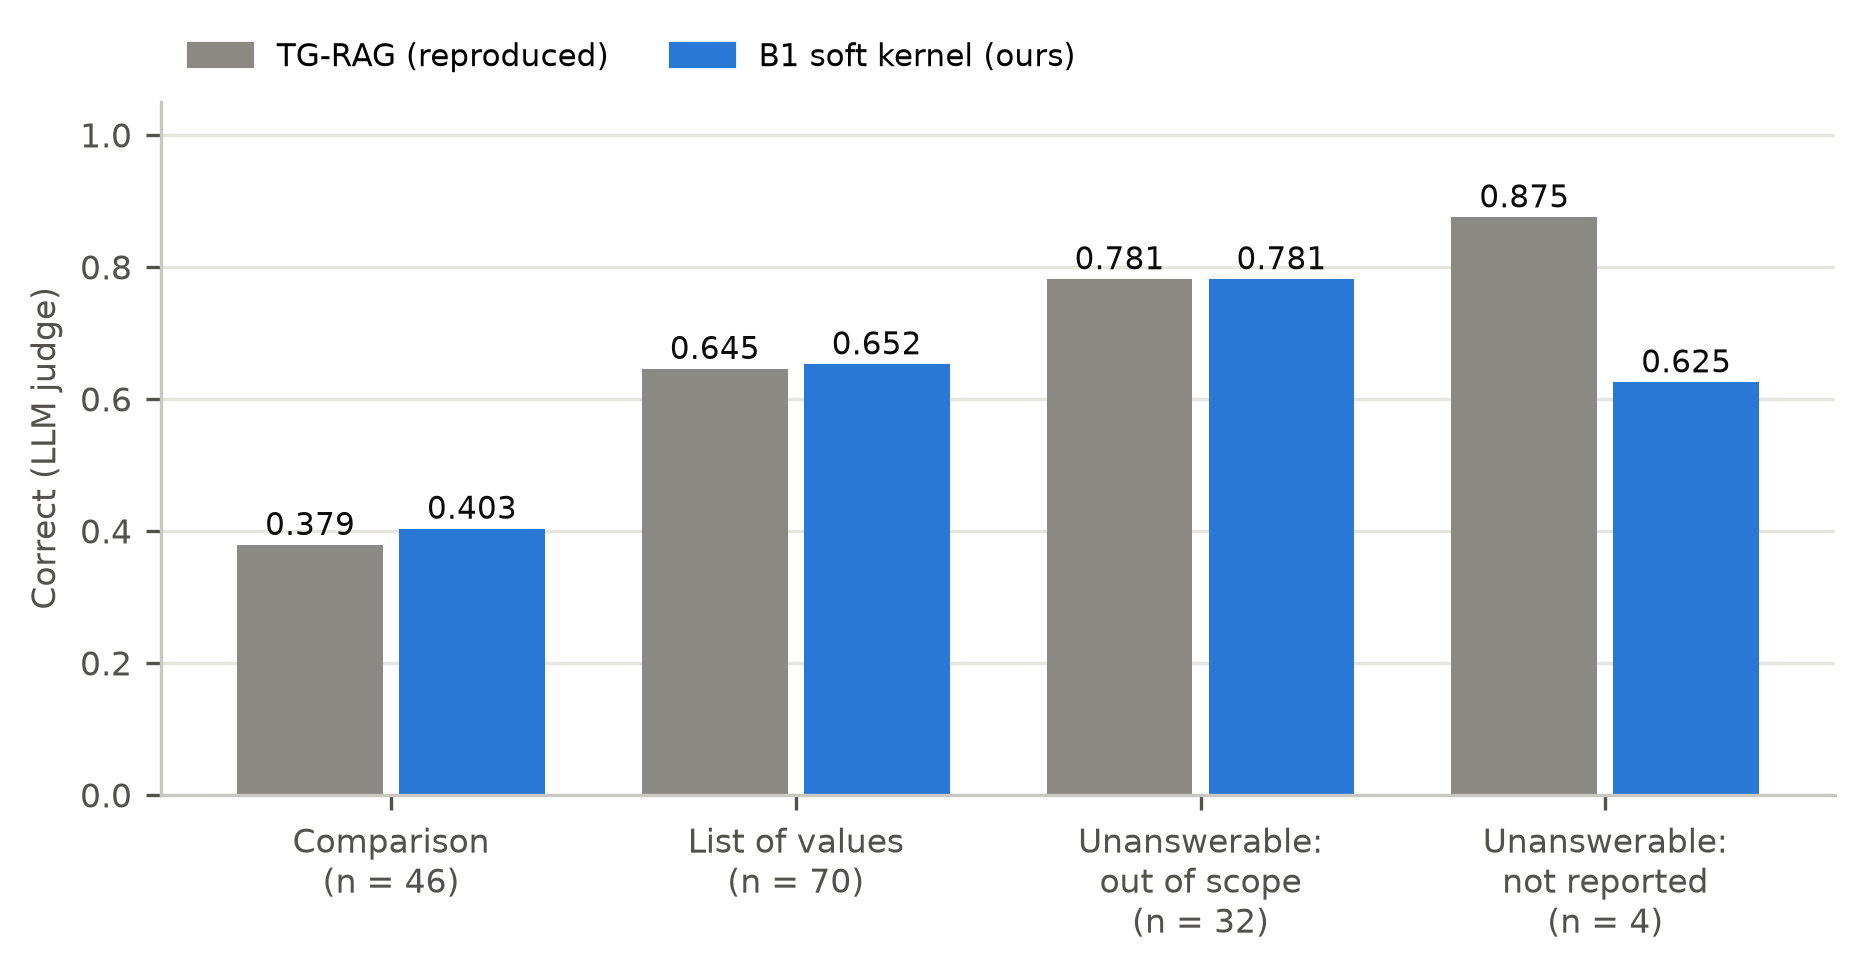 TG-RAG (reproduced)
B1 soft kernel (ours)
Correct (LLM judge)
1.0
0.8
0.6
0.4
0.2
0.0
0.379
0.403
0.645
0.652
0.781
0.781
0.875
0.625
Comparison
(n = 46)
List of values
(n = 70)
Unanswerable:
out of scope
(n = 32)
Unanswerable:
not reported
(n = 4)